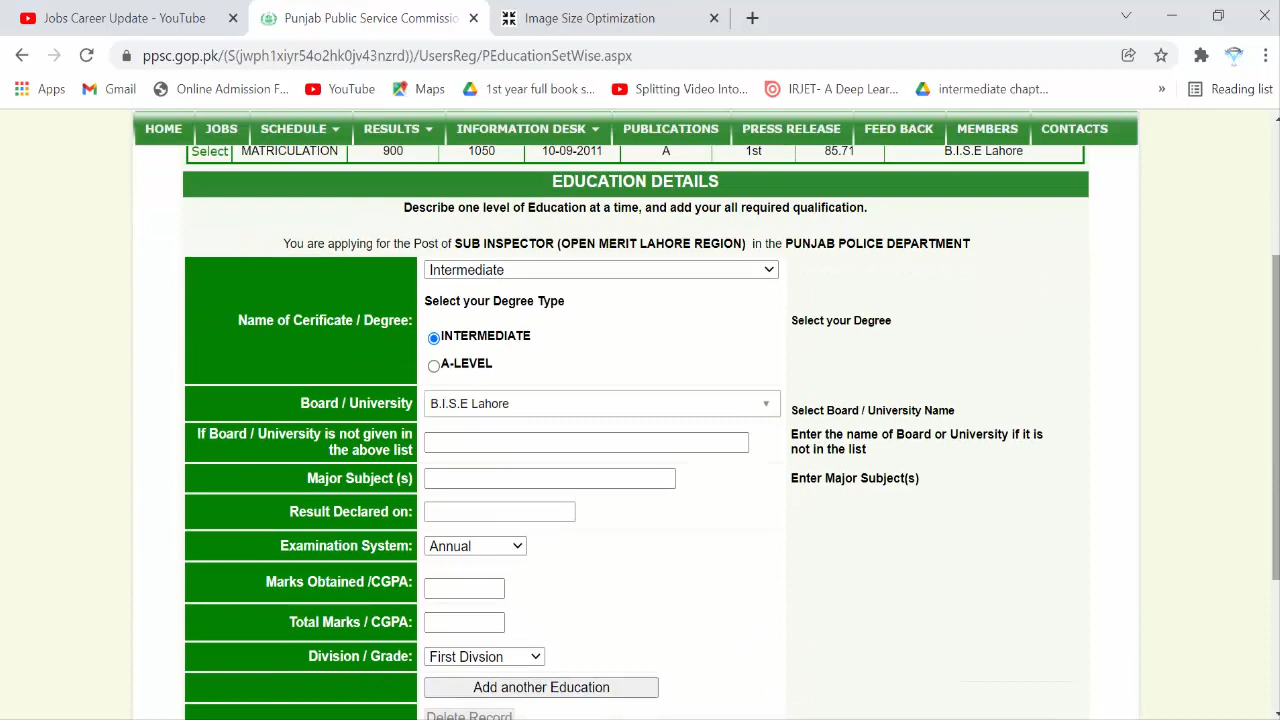 Jobs Career Update - YouTube
Punjab Public Service Commissio
Image Size Optimization
ppsc.gop.pk/(S(jwph1xiyr54o2hk0jv43nzrd))/UsersReg/PEducationSetWise.aspx
Apps Gmail Online Admission F... YouTube Maps 1st year full book s... Splitting Video Into... IRJET- A Deep Lear... intermediate chapt... » Reading list
HOME JOBS SCHEDULE RESULTS INFORMATION DESK PUBLICATIONS PRESS RELEASE FEED BACK MEMBERS CONTACTS
Select MATRICULATION 900 1050 10-09-2011 A 1st 85.71 B.I.S.E Lahore
EDUCATION DETAILS
Describe one level of Education at a time, and add your all required qualification.
You are applying for the Post of SUB INSPECTOR (OPEN MERIT LAHORE REGION) in the PUNJAB POLICE DEPARTMENT
Intermediate
Select your Degree Type
Name of Cerificate / Degree:
INTERMEDIATE
A-LEVEL
Select your Degree
Board / University
B.I.S.E Lahore
Select Board / University Name
If Board / University is not given in
the above list
Enter the name of Board or University if it is
not in the list
Major Subject (s)
Enter Major Subject(s)
Result Declared on:
Examination System:
Annual
Marks Obtained /CGPA:
Total Marks / CGPA:
Division / Grade:
First Divsion
Add another Education
Delete Record